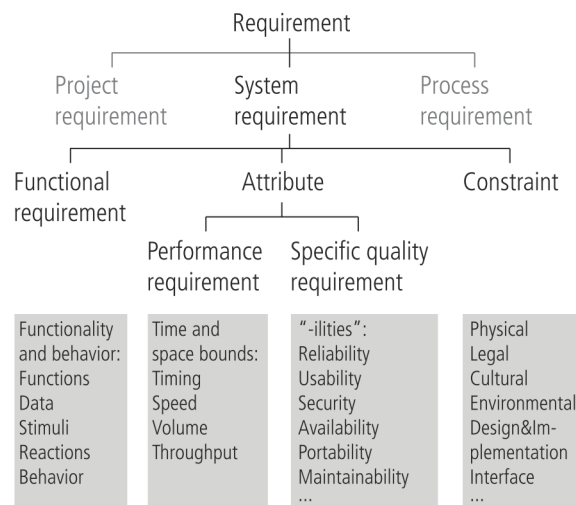 Requirement
Project
requirement
System
requirement
Process
requirement
Functional
requirement
Attribute
Constraint
Performance
requirement
Specific quality
requirement
Functionality
and behavior:
Functions
Data
Stimuli
Reactions
Behavior
Time and
space bounds:
Timing
Speed
Volume
Throughput
“-ilities”:
Reliability
Usability
Security
Availability
Portability
Maintainability
...
Physical
Legal
Cultural
Environmental
Design&Im-
plementation
Interface
...